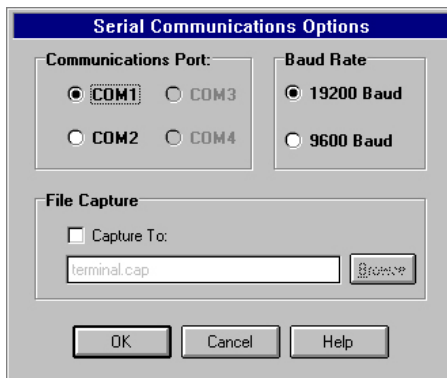 Serial Communications Options
Communications Port:
COM1 COM3
COM2 COM4
Baud Rate
19200 Baud
9600 Baud
File Capture
Capture To:
terminal.cap Browse
OK Cancel Help